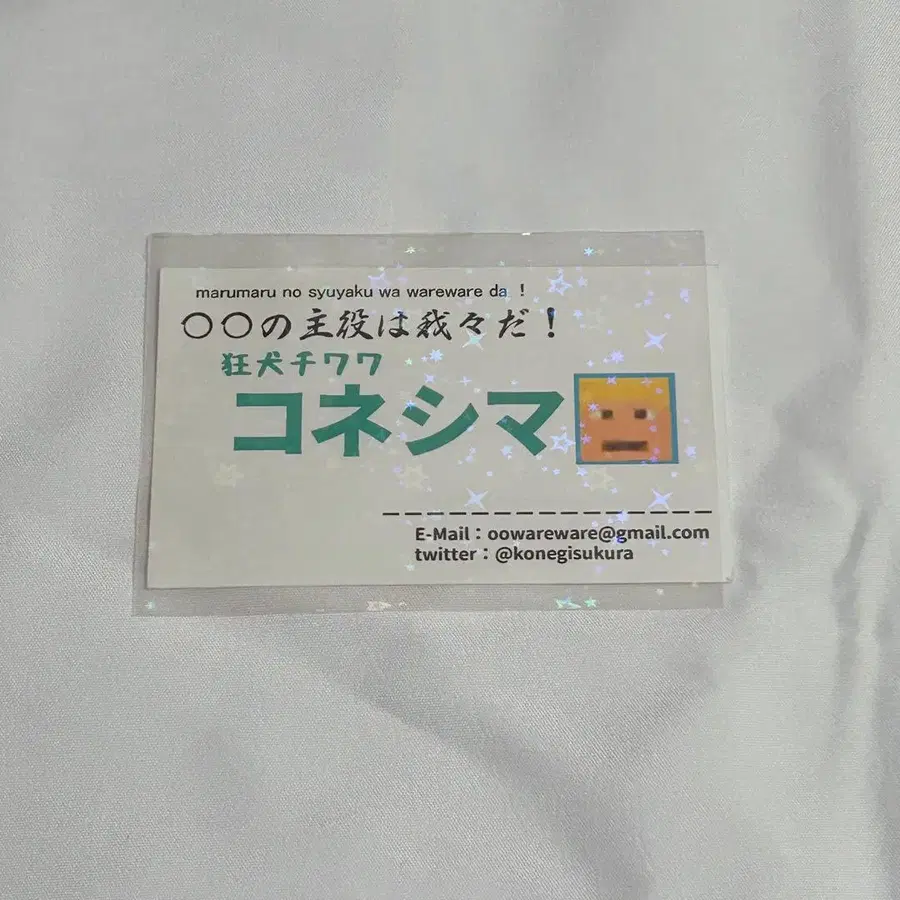 marumaru no syuyaku wa wareware da !
〇〇の主役は我々だ！
狂犬チワワ
コネシマ
E-Mail：oowareware@gmail.com
twitter：@konegisukura